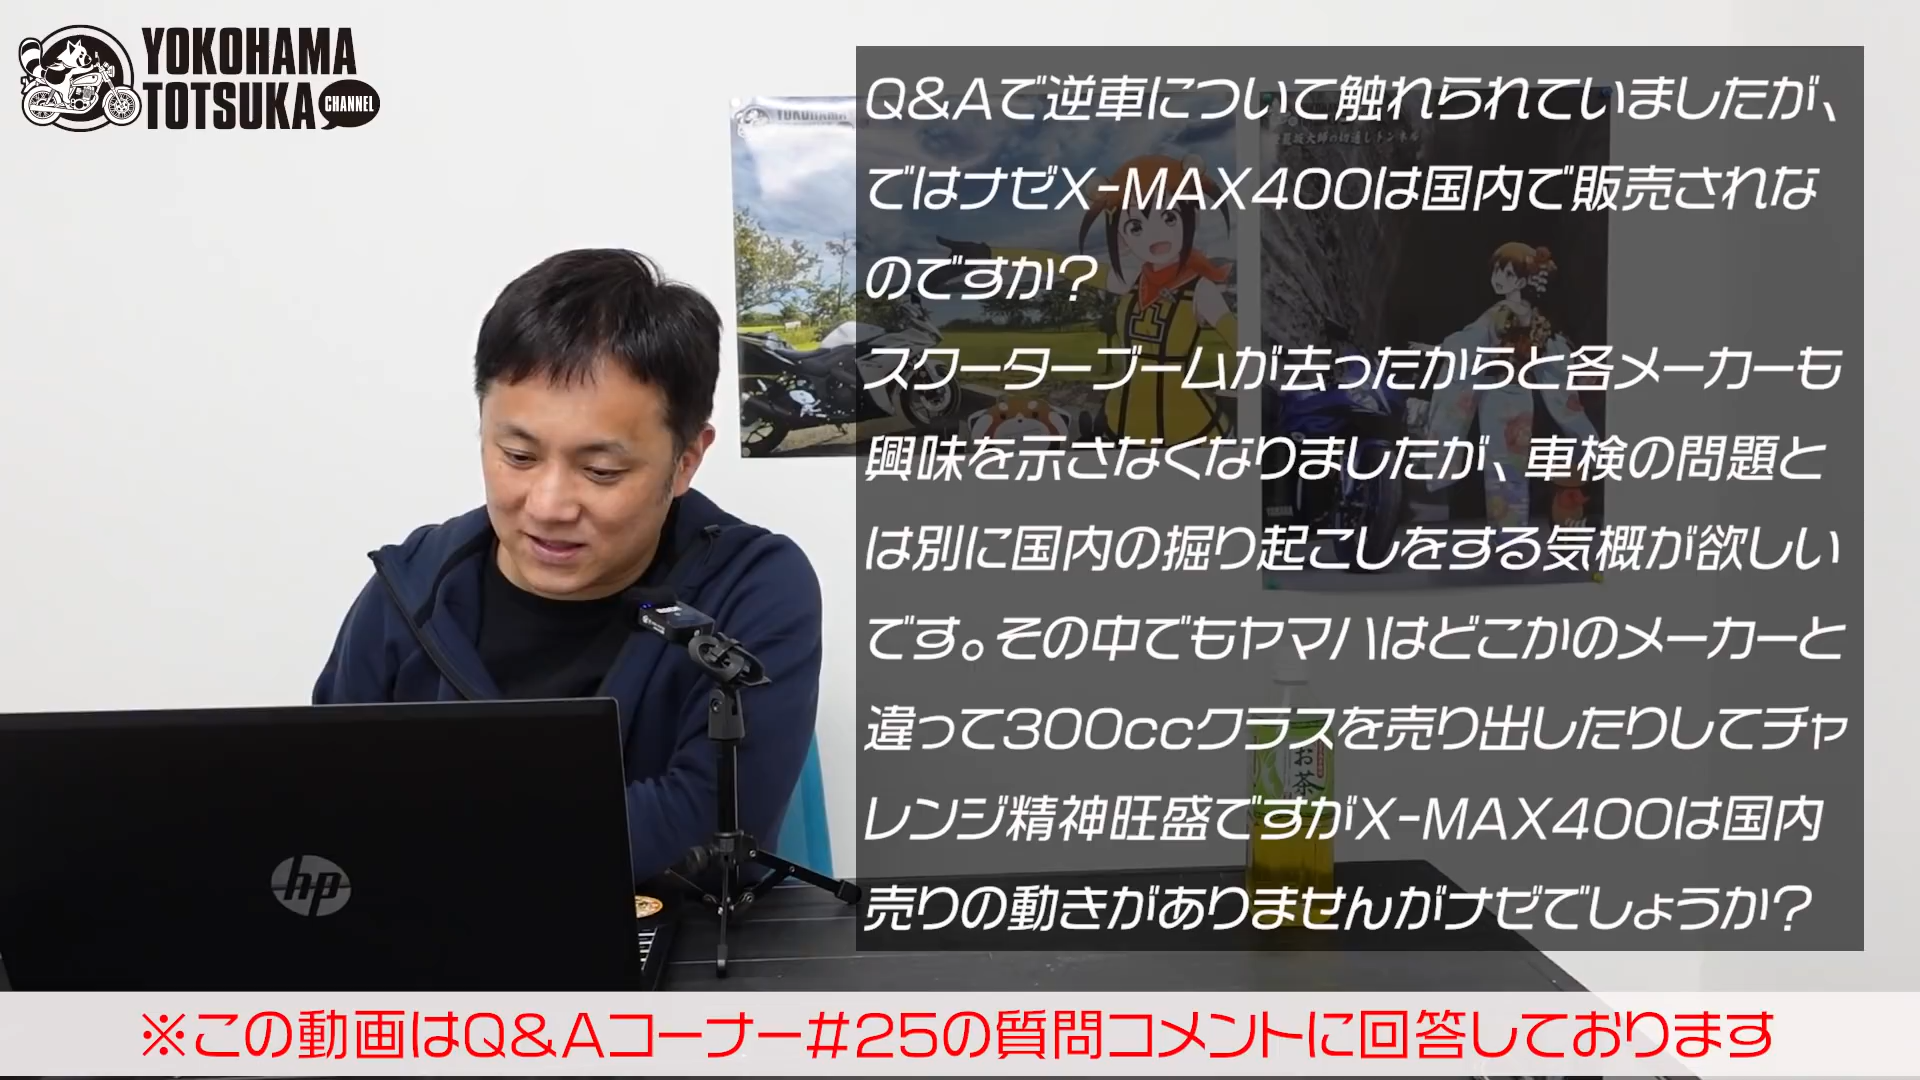 YOKOHAMA
TOTSUKA
CHANNEL
Q&Aで逆車について触れられていましたが、
ではナゼX-MAX400は国内で販売されな
のですか？
スクーターブームが去ったからと各メーカーも
興味を示さなくなりましたが、車検の問題と
は別に国内の掘り起こしをする気概が欲しい
です。その中でもヤマハはどこかのメーカーと
違って300ccクラスを売り出したりしてチャ
レンジ精神旺盛ですがX-MAX400は国内
売りの動きがありませんがナゼでしょうか？
YOKOHAMA
YAMAHA
お茶
hp
※この動画はQ&Aコーナー#25の質問コメントに回答しております